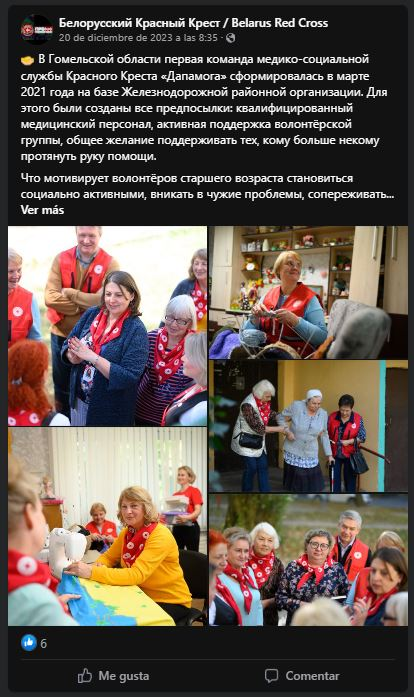 Белорусский Красный Крест / Belarus Red Cross
20 de diciembre de 2023 a las 8:35 ·
В Гомельской области первая команда медико-социальной
службы Красного Креста «Дапамога» сформировалась в марте
2021 года на базе Железнодорожной районной организации. Для
этого были созданы все предпосылки: квалифицированный
медицинский персонал, активная поддержка волонтёрской
группы, общее желание поддерживать тех, кому больше некому
протянуть руку помощи.
Что мотивирует волонтёров старшего возраста становиться
социально активными, вникать в чужие проблемы, сопереживать...
Ver más
6
Me gusta
Comentar